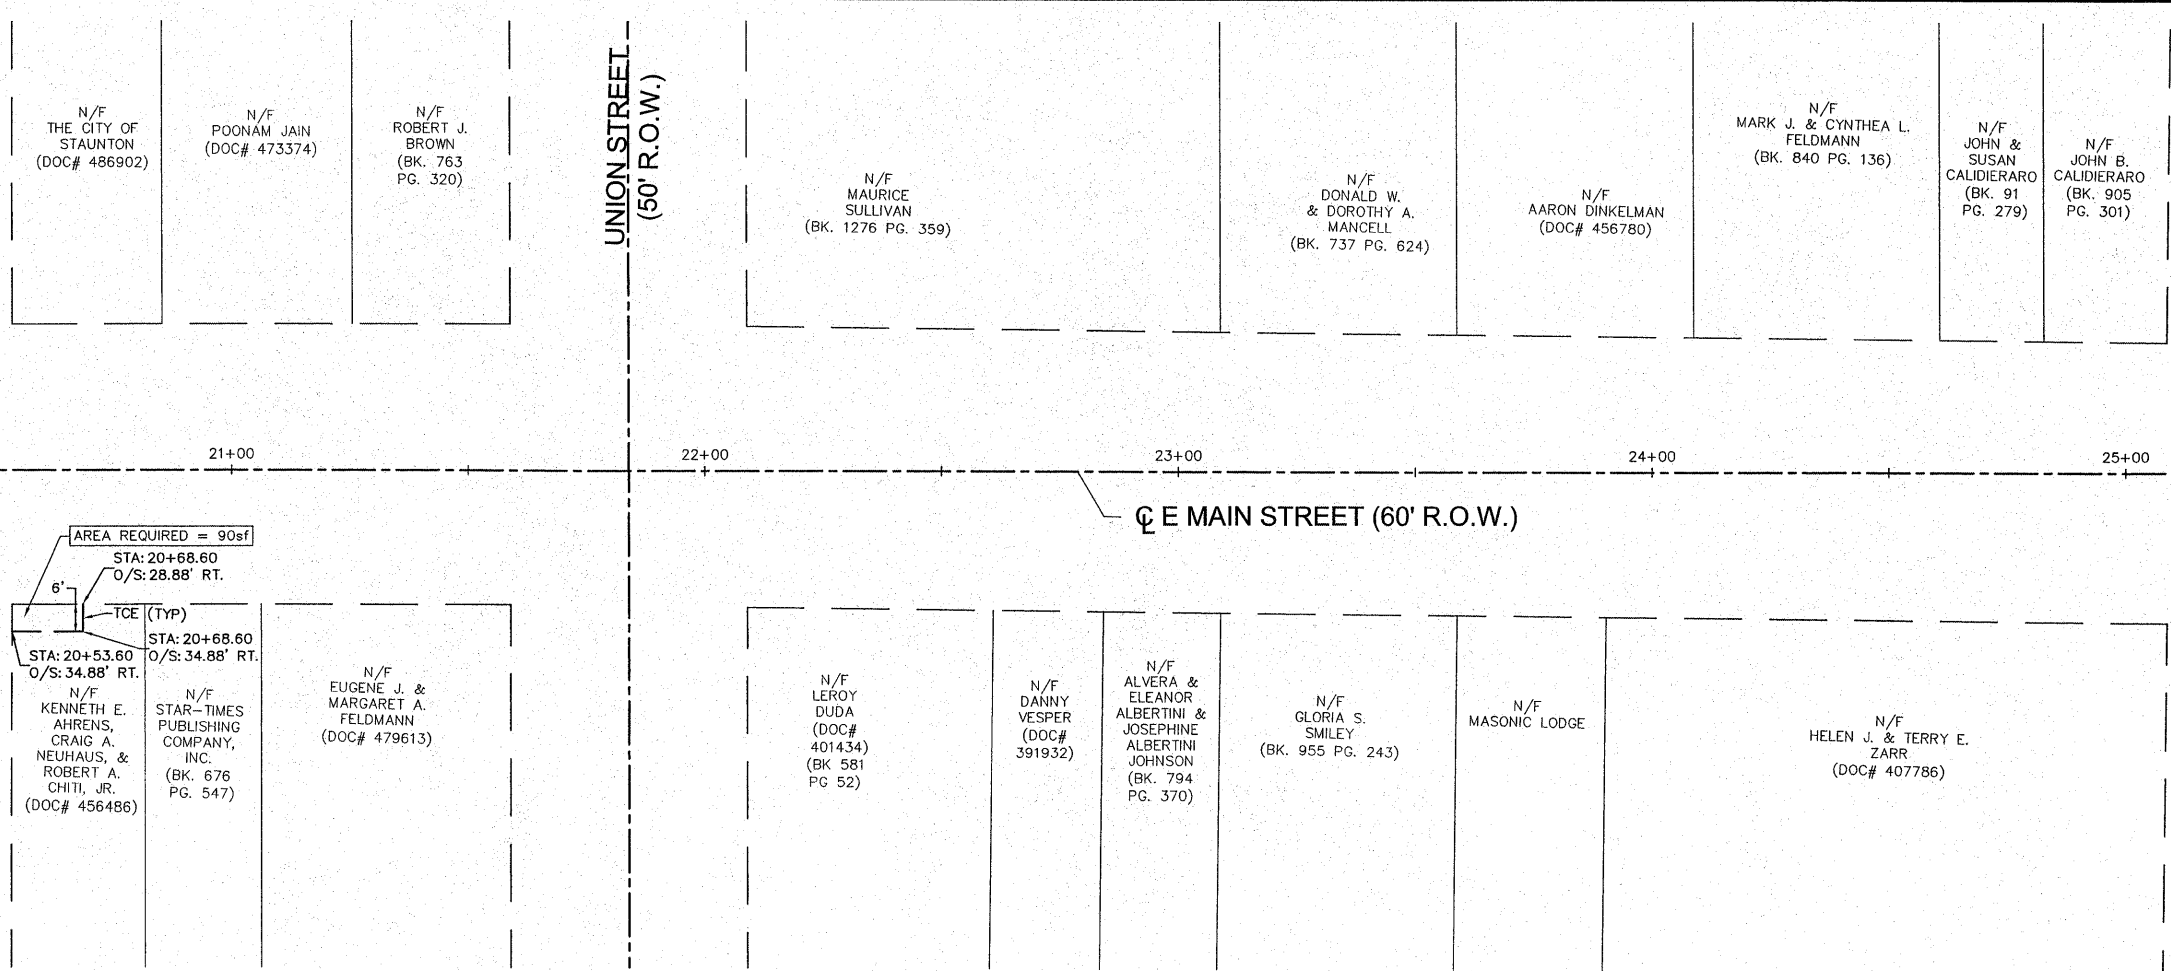 N/F
THE CITY OF
STAUNTON
(DOC# 486902)
N/F
POONAM JAIN
(DOC# 473374)
N/F
ROBERT J.
BROWN
(BK. 763
PG. 320)
UNION STREET
(50' R.O.W.)
N/F
MAURICE
SULLIVAN
(BK. 1276 PG. 359)
N/F
DONALD W.
& DOROTHY A.
MANCELL
(BK. 737 PG. 624)
N/F
AARON DINKELMAN
(DOC# 456780)
N/F
MARK J. & CYNTHEA L.
FELDMANN
(BK. 840 PG. 136)
N/F
JOHN &
SUSAN
CALIDIERARO
(BK. 91
PG. 279)
N/F
JOHN B.
CALIDIERARO
(BK. 905
PG. 301)
21+00
22+00
23+00
24+00
25+00
℄ E MAIN STREET (60' R.O.W.)
AREA REQUIRED = 90sf
STA: 20+68.60
O/S: 28.88' RT.
6'
TCE (TYP)
STA: 20+68.60
O/S: 34.88' RT.
STA: 20+53.60
O/S: 34.88' RT.
N/F
KENNETH E.
AHRENS,
CRAIG A.
NEUHAUS, &
ROBERT A.
CHITI, JR.
(DOC# 456486)
N/F
STAR-TIMES
PUBLISHING
COMPANY,
INC.
(BK. 676
PG. 547)
N/F
EUGENE J. &
MARGARET A.
FELDMANN
(DOC# 479613)
N/F
LEROY
DUDA
(DOC#
401434)
(BK 581
PG 52)
N/F
DANNY
VESPER
(DOC#
391932)
N/F
ALVERA &
ELEANOR
ALBERTINI &
JOSEPHINE
ALBERTINI
JOHNSON
(BK. 794
PG. 370)
N/F
GLORIA S.
SMILEY
(BK. 955 PG. 243)
N/F
MASONIC LODGE
N/F
HELEN J. & TERRY E.
ZARR
(DOC# 407786)